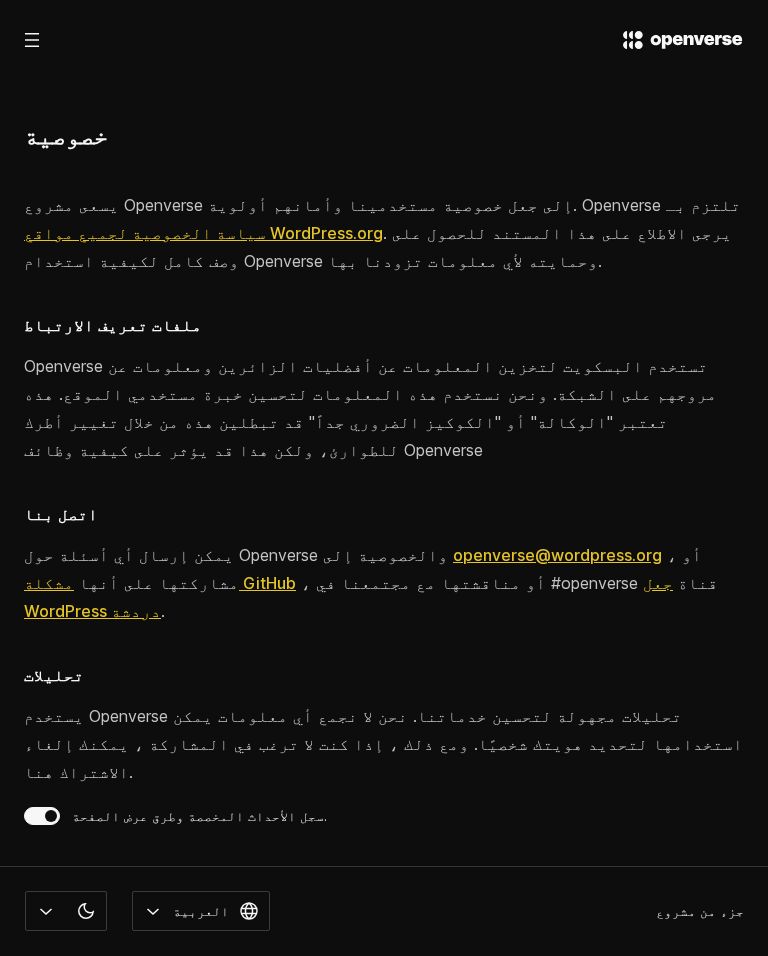 openverse
خصوصية
يسعى مشروع Openverse إلى جعل خصوصية مستخدمينا وأمانهم أولوية. Openverse تلتزم بـ
سياسة الخصوصية لجميع مواقع WordPress.org. يرجى الاطلاع على هذا المستند للحصول على
وصف كامل لكيفية استخدام Openverse وحمايته لأي معلومات تزودنا بها.
ملفات تعريف الارتباط
Openverse تستخدم البسكويت لتخزين المعلومات عن أفضليات الزائرين ومعلومات عن
مروجهم على الشبكة. ونحن نستخدم هذه المعلومات لتحسين خبرة مستخدمي الموقع. هذه
تعتبر "الوكالة" أو "الكوكيز الضروري جداً" قد تبطلين هذه من خلال تغيير أطرك
للطوارئ، ولكن هذا قد يؤثر على كيفية وظائف Openverse
اتصل بنا
يمكن إرسال أي أسئلة حول Openverse والخصوصية إلى openverse@wordpress.org ، أو
مشاركتها على أنها مشكلة GitHub ، أو مناقشتها مع مجتمعنا في #openverse قناة جعل
WordPress دردشة.
تحليلات
يستخدم Openverse تحليلات مجهولة لتحسين خدماتنا. نحن لا نجمع أي معلومات يمكن
استخدامها لتحديد هويتك شخصيًا. ومع ذلك ، إذا كنت لا ترغب في المشاركة ، يمكنك إلغاء
الاشتراك هنا.
سجل الأحداث المخصصة وطرق عرض الصفحة.
جزء من مشروع
العربية